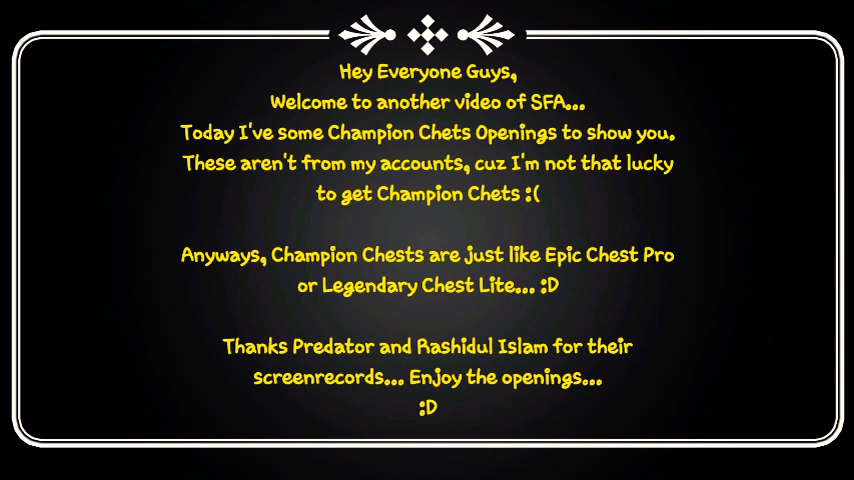 Hey Everyone Guys,
Welcome to another video of SFA...
Today I've some Champion Chets Openings to show you.
These aren't from my accounts, cuz I'm not that lucky
to get Champion Chets :(
Anyways, Champion Chests are just like Epic Chest Pro
or Legendary Chest Lite... :D
Thanks Predator and Rashidul Islam for their
screenrecords... Enjoy the openings...
:D